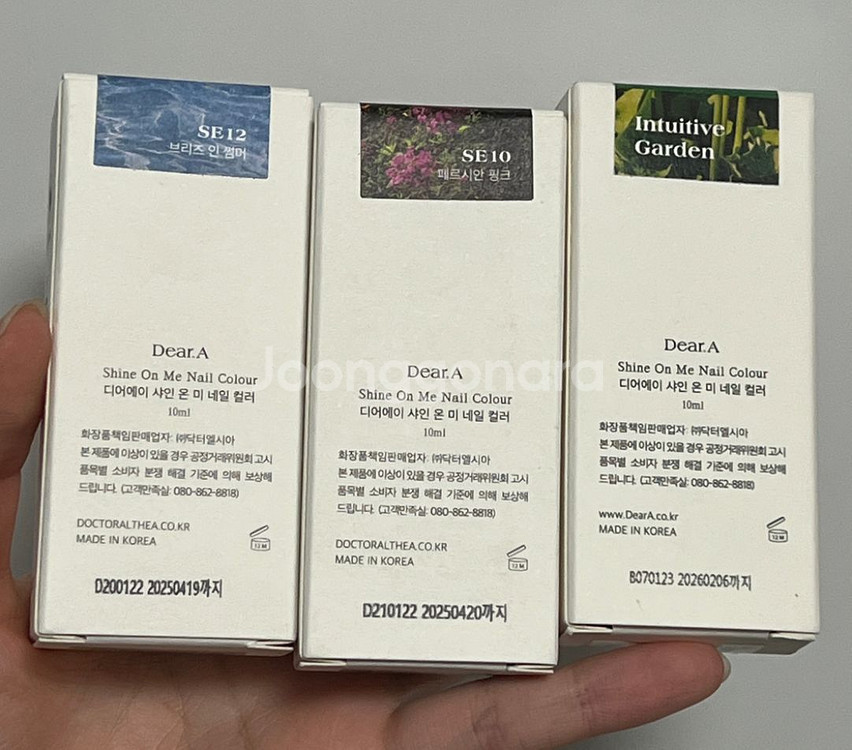 SE12
브리즈 인 썸머
Dear.A
Shine On Me Nail Colour
디어에이 샤인 온 미 네일 컬러
10ml
화장품책임판매업자: ㈜닥터엘시아
본 제품에 이상이 있을 경우 공정거래위원회 고시
품목별 소비자 분쟁 해결 기준에 의해 보상해
드립니다. (고객만족실: 080-862-8818)
DOCTORALTHEA.CO.KR
MADE IN KOREA
12 M
D200122 20250419까지
SE10
페르시안 핑크
Dear.A
Shine On Me Nail Colour
디어에이 샤인 온 미 네일 컬러
10ml
화장품책임판매업자: ㈜닥터엘시아
본 제품에 이상이 있을 경우 공정거래위원회 고시
품목별 소비자 분쟁 해결 기준에 의해 보상해
드립니다. (고객만족실: 080-862-8818)
DOCTORALTHEA.CO.KR
MADE IN KOREA
12 M
D210122 20250420까지
Intuitive
Garden
Dear.A
Shine On Me Nail Colour
디어에이 샤인 온 미 네일 컬러
10ml
화장품책임판매업자: ㈜닥터엘시아
본 제품에 이상이 있을 경우 공정거래위원회 고시
품목별 소비자 분쟁 해결 기준에 의해 보상해
드립니다. (고객만족실: 080-862-8818)
www.DearA.co.kr
MADE IN KOREA
12 M
B070123 20260206까지
Joonggonara